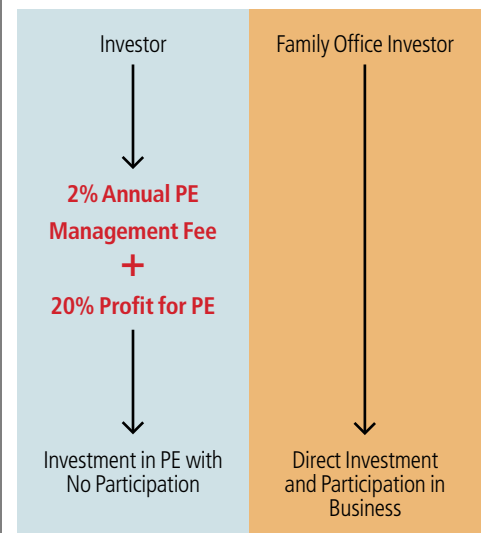 Investor
2% Annual PE
Management Fee
+
20% Profit for PE
Investment in PE with
No Participation
Family Office Investor
Direct Investment
and Participation in
Business